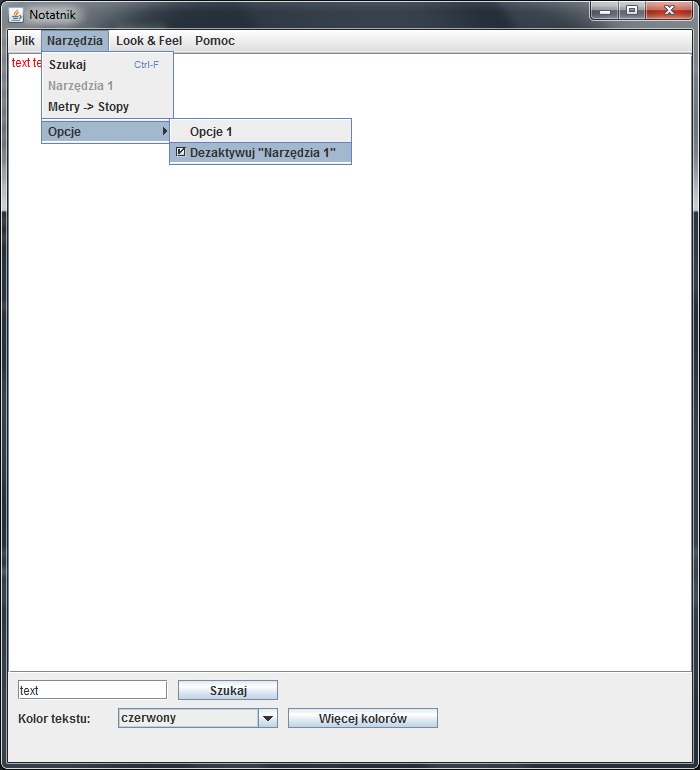 Notatnik
Plik Narzędzia Look & Feel Pomoc
text te
Szukaj Ctrl-F
Narzędzia 1
Metry -> Stopy
Opcje
Opcje 1
Dezaktywuj "Narzędzia 1"
text Szukaj
Kolor tekstu: czerwony Więcej kolorów